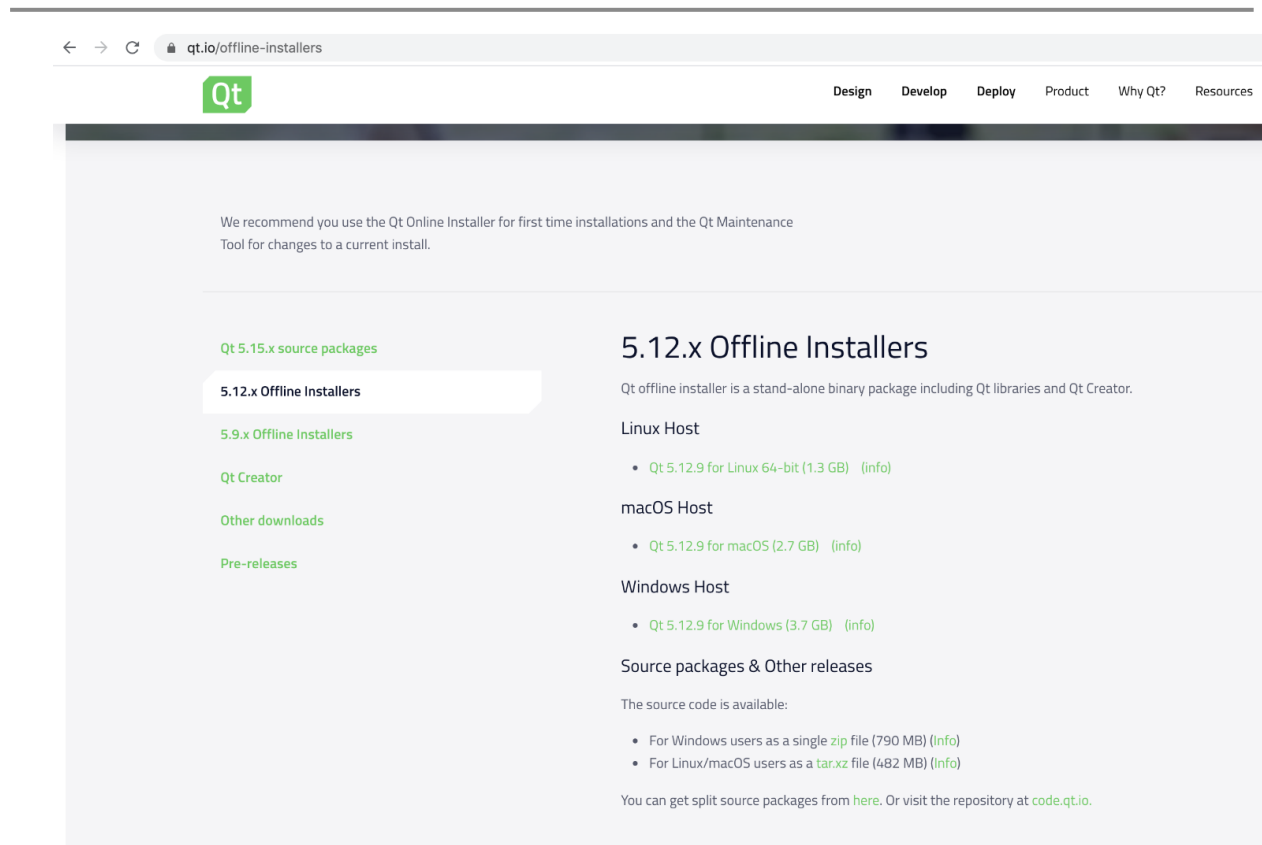 qt.io/offline-installers
Qt
Design Develop Deploy Product Why Qt? Resources
We recommend you use the Qt Online Installer for first time installations and the Qt Maintenance
Tool for changes to a current install.
Qt 5.15.x source packages
5.12.x Offline Installers
5.9.x Offline Installers
Qt Creator
Other downloads
Pre-releases
5.12.x Offline Installers
Qt offline installer is a stand-alone binary package including Qt libraries and Qt Creator.
Linux Host
• Qt 5.12.9 for Linux 64-bit (1.3 GB) (info)
macOS Host
• Qt 5.12.9 for macOS (2.7 GB) (info)
Windows Host
• Qt 5.12.9 for Windows (3.7 GB) (info)
Source packages & Other releases
The source code is available:
• For Windows users as a single zip file (790 MB) (Info)
• For Linux/macOS users as a tar.xz file (482 MB) (Info)
You can get split source packages from here. Or visit the repository at code.qt.io.